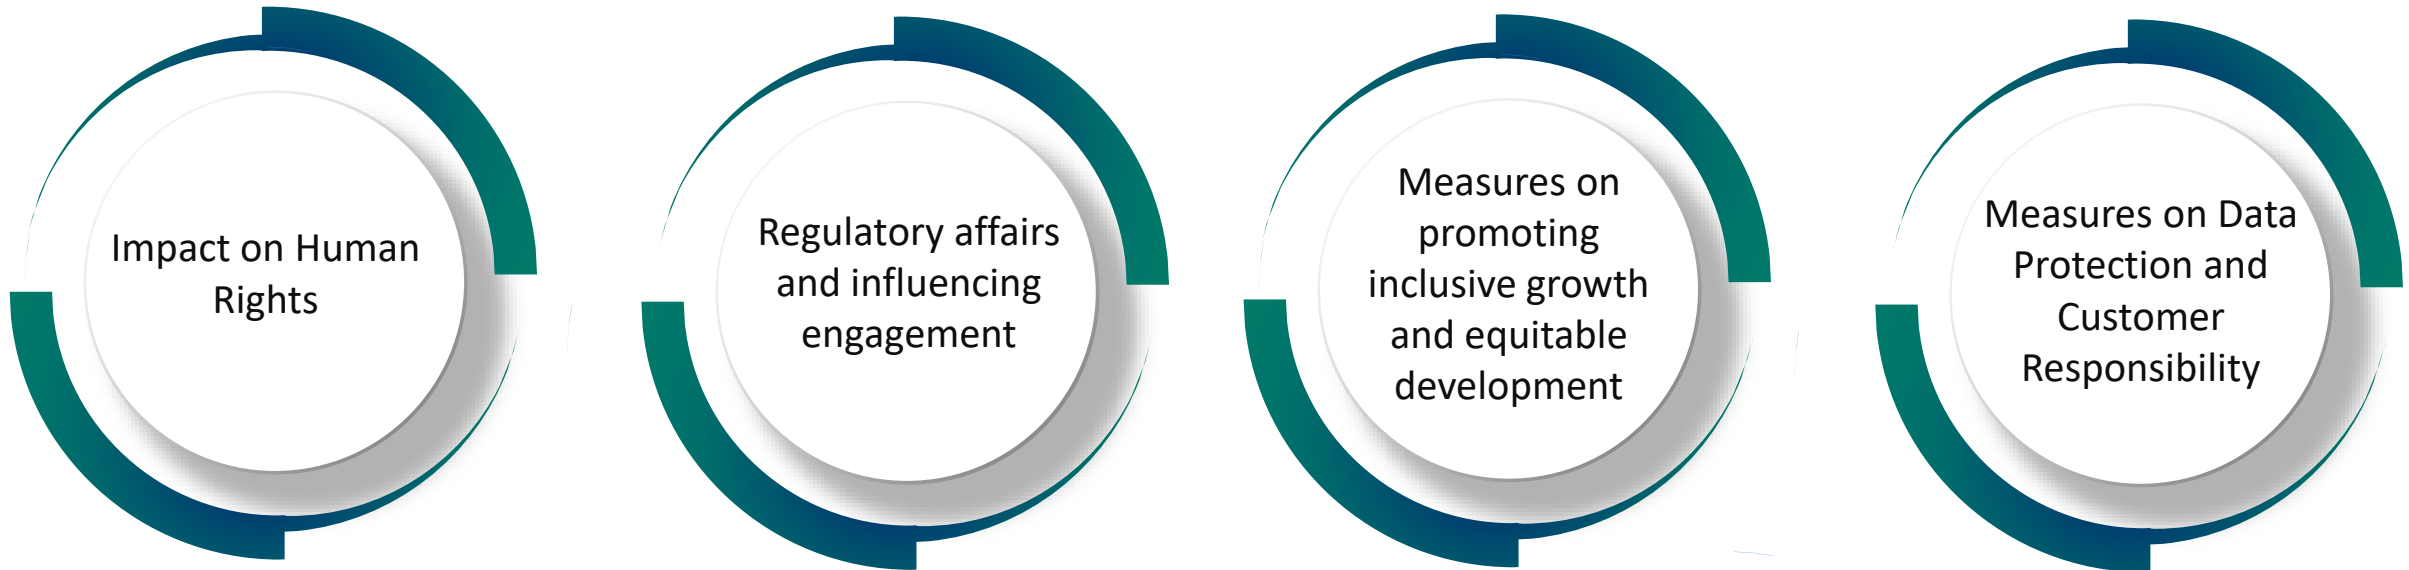 Impact on Human
Rights
Regulatory affairs
and influencing
engagement
Measures on
promoting
inclusive growth
and equitable
development
Measures on Data
Protection and
Customer
Responsibility